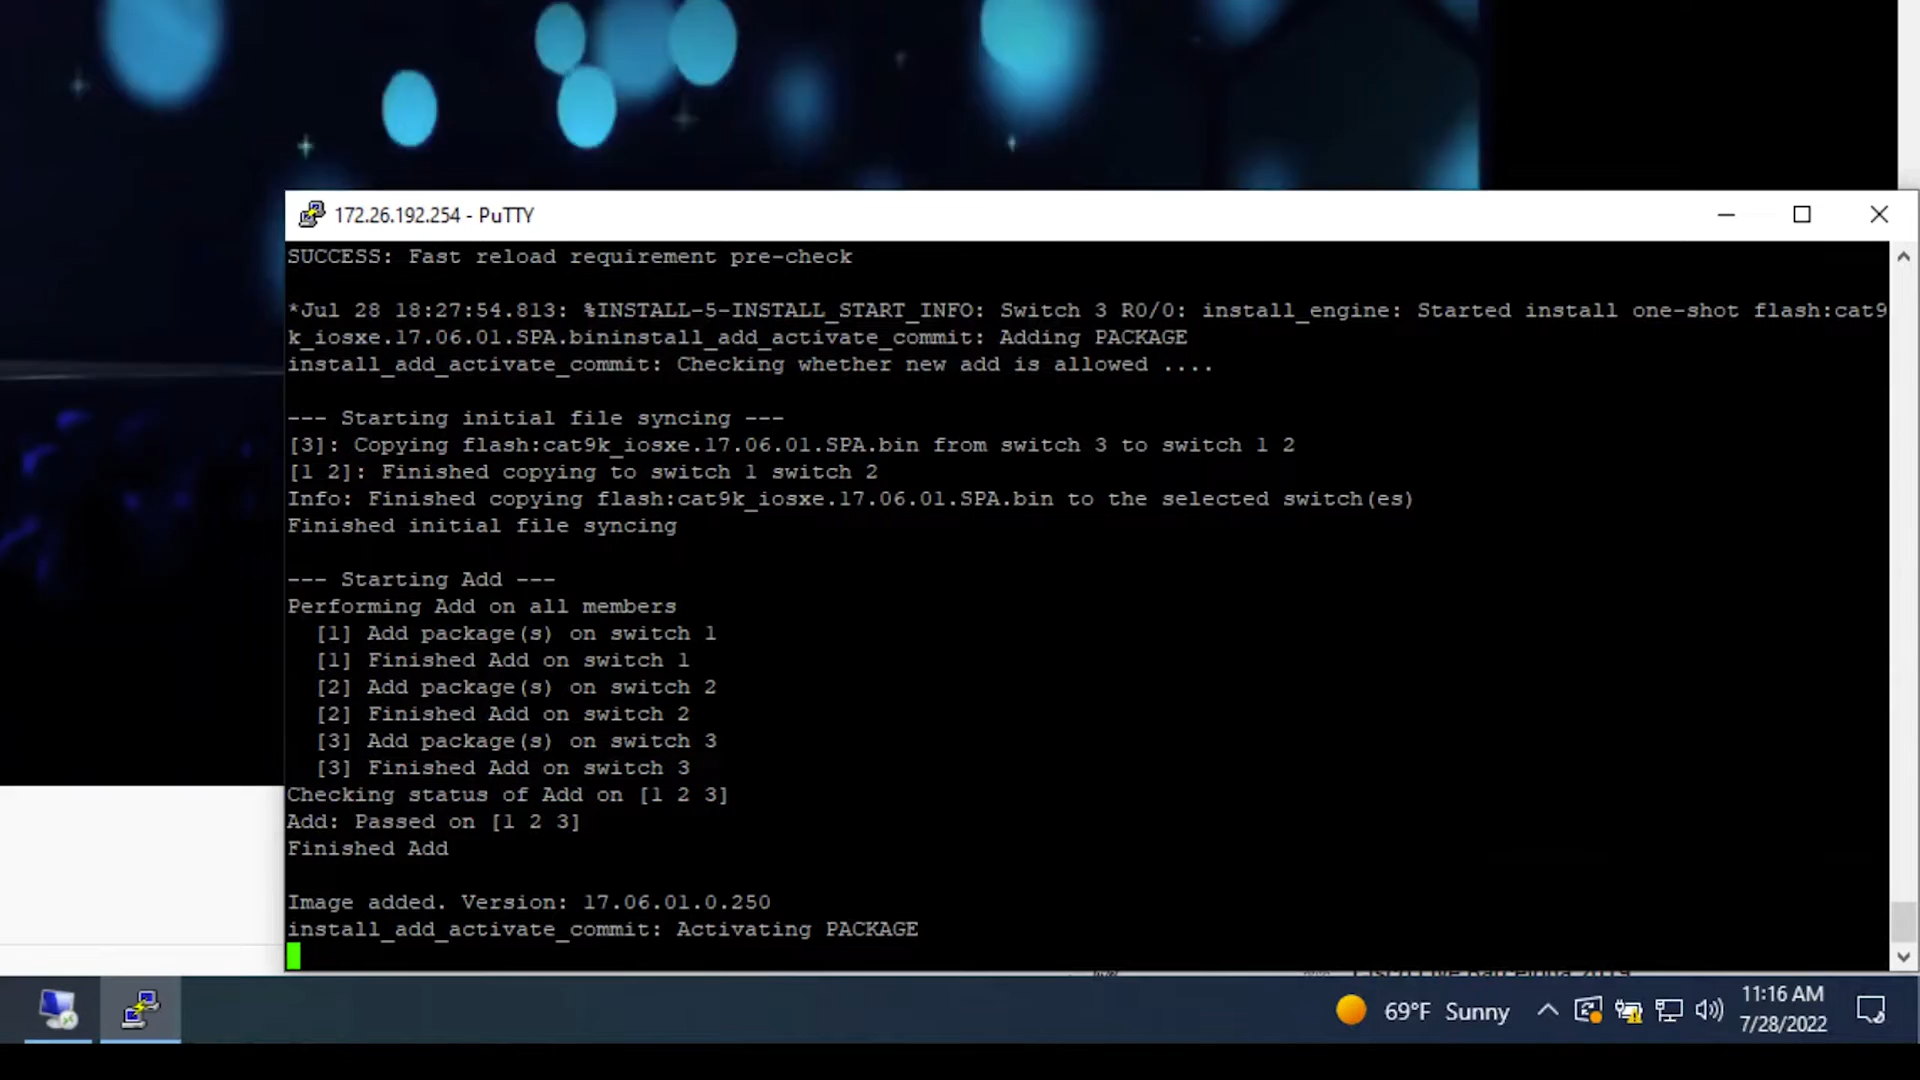 172.26.192.254 - PuTTY
SUCCESS: Fast reload requirement pre-check
*Jul 28 18:27:54.813: %INSTALL-5-INSTALL_START_INFO: Switch 3 R0/0: install_engine: Started install one-shot flash:cat9
k_iosxe.17.06.01.SPA.bininstall_add_activate_commit: Adding PACKAGE
install_add_activate_commit: Checking whether new add is allowed ....
--- Starting initial file syncing ---
[3]: Copying flash:cat9k_iosxe.17.06.01.SPA.bin from switch 3 to switch 1 2
[1 2]: Finished copying to switch 1 switch 2
Info: Finished copying flash:cat9k_iosxe.17.06.01.SPA.bin to the selected switch(es)
Finished initial file syncing
--- Starting Add ---
Performing Add on all members
[1] Add package(s) on switch 1
[1] Finished Add on switch 1
[2] Add package(s) on switch 2
[2] Finished Add on switch 2
[3] Add package(s) on switch 3
[3] Finished Add on switch 3
Checking status of Add on [1 2 3]
Add: Passed on [1 2 3]
Finished Add
Image added. Version: 17.06.01.0.250
install_add_activate_commit: Activating PACKAGE
69°F Sunny
11:16 AM
7/28/2022